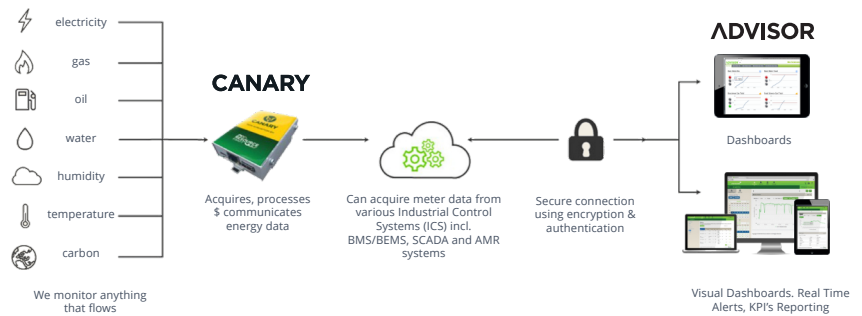 electricity
gas
oil
water
humidity
temperature
carbon
We monitor anything
that flows
CANARY
CANARY
Acquires, processes
$ communicates
energy data
Can acquire meter data from
various Industrial Control
Systems (ICS) incl.
BMS/BEMS, SCADA and AMR
systems
Secure connection
using encryption &
authentication
ADVISOR
Dashboards
Visual Dashboards. Real Time
Alerts, KPI's Reporting